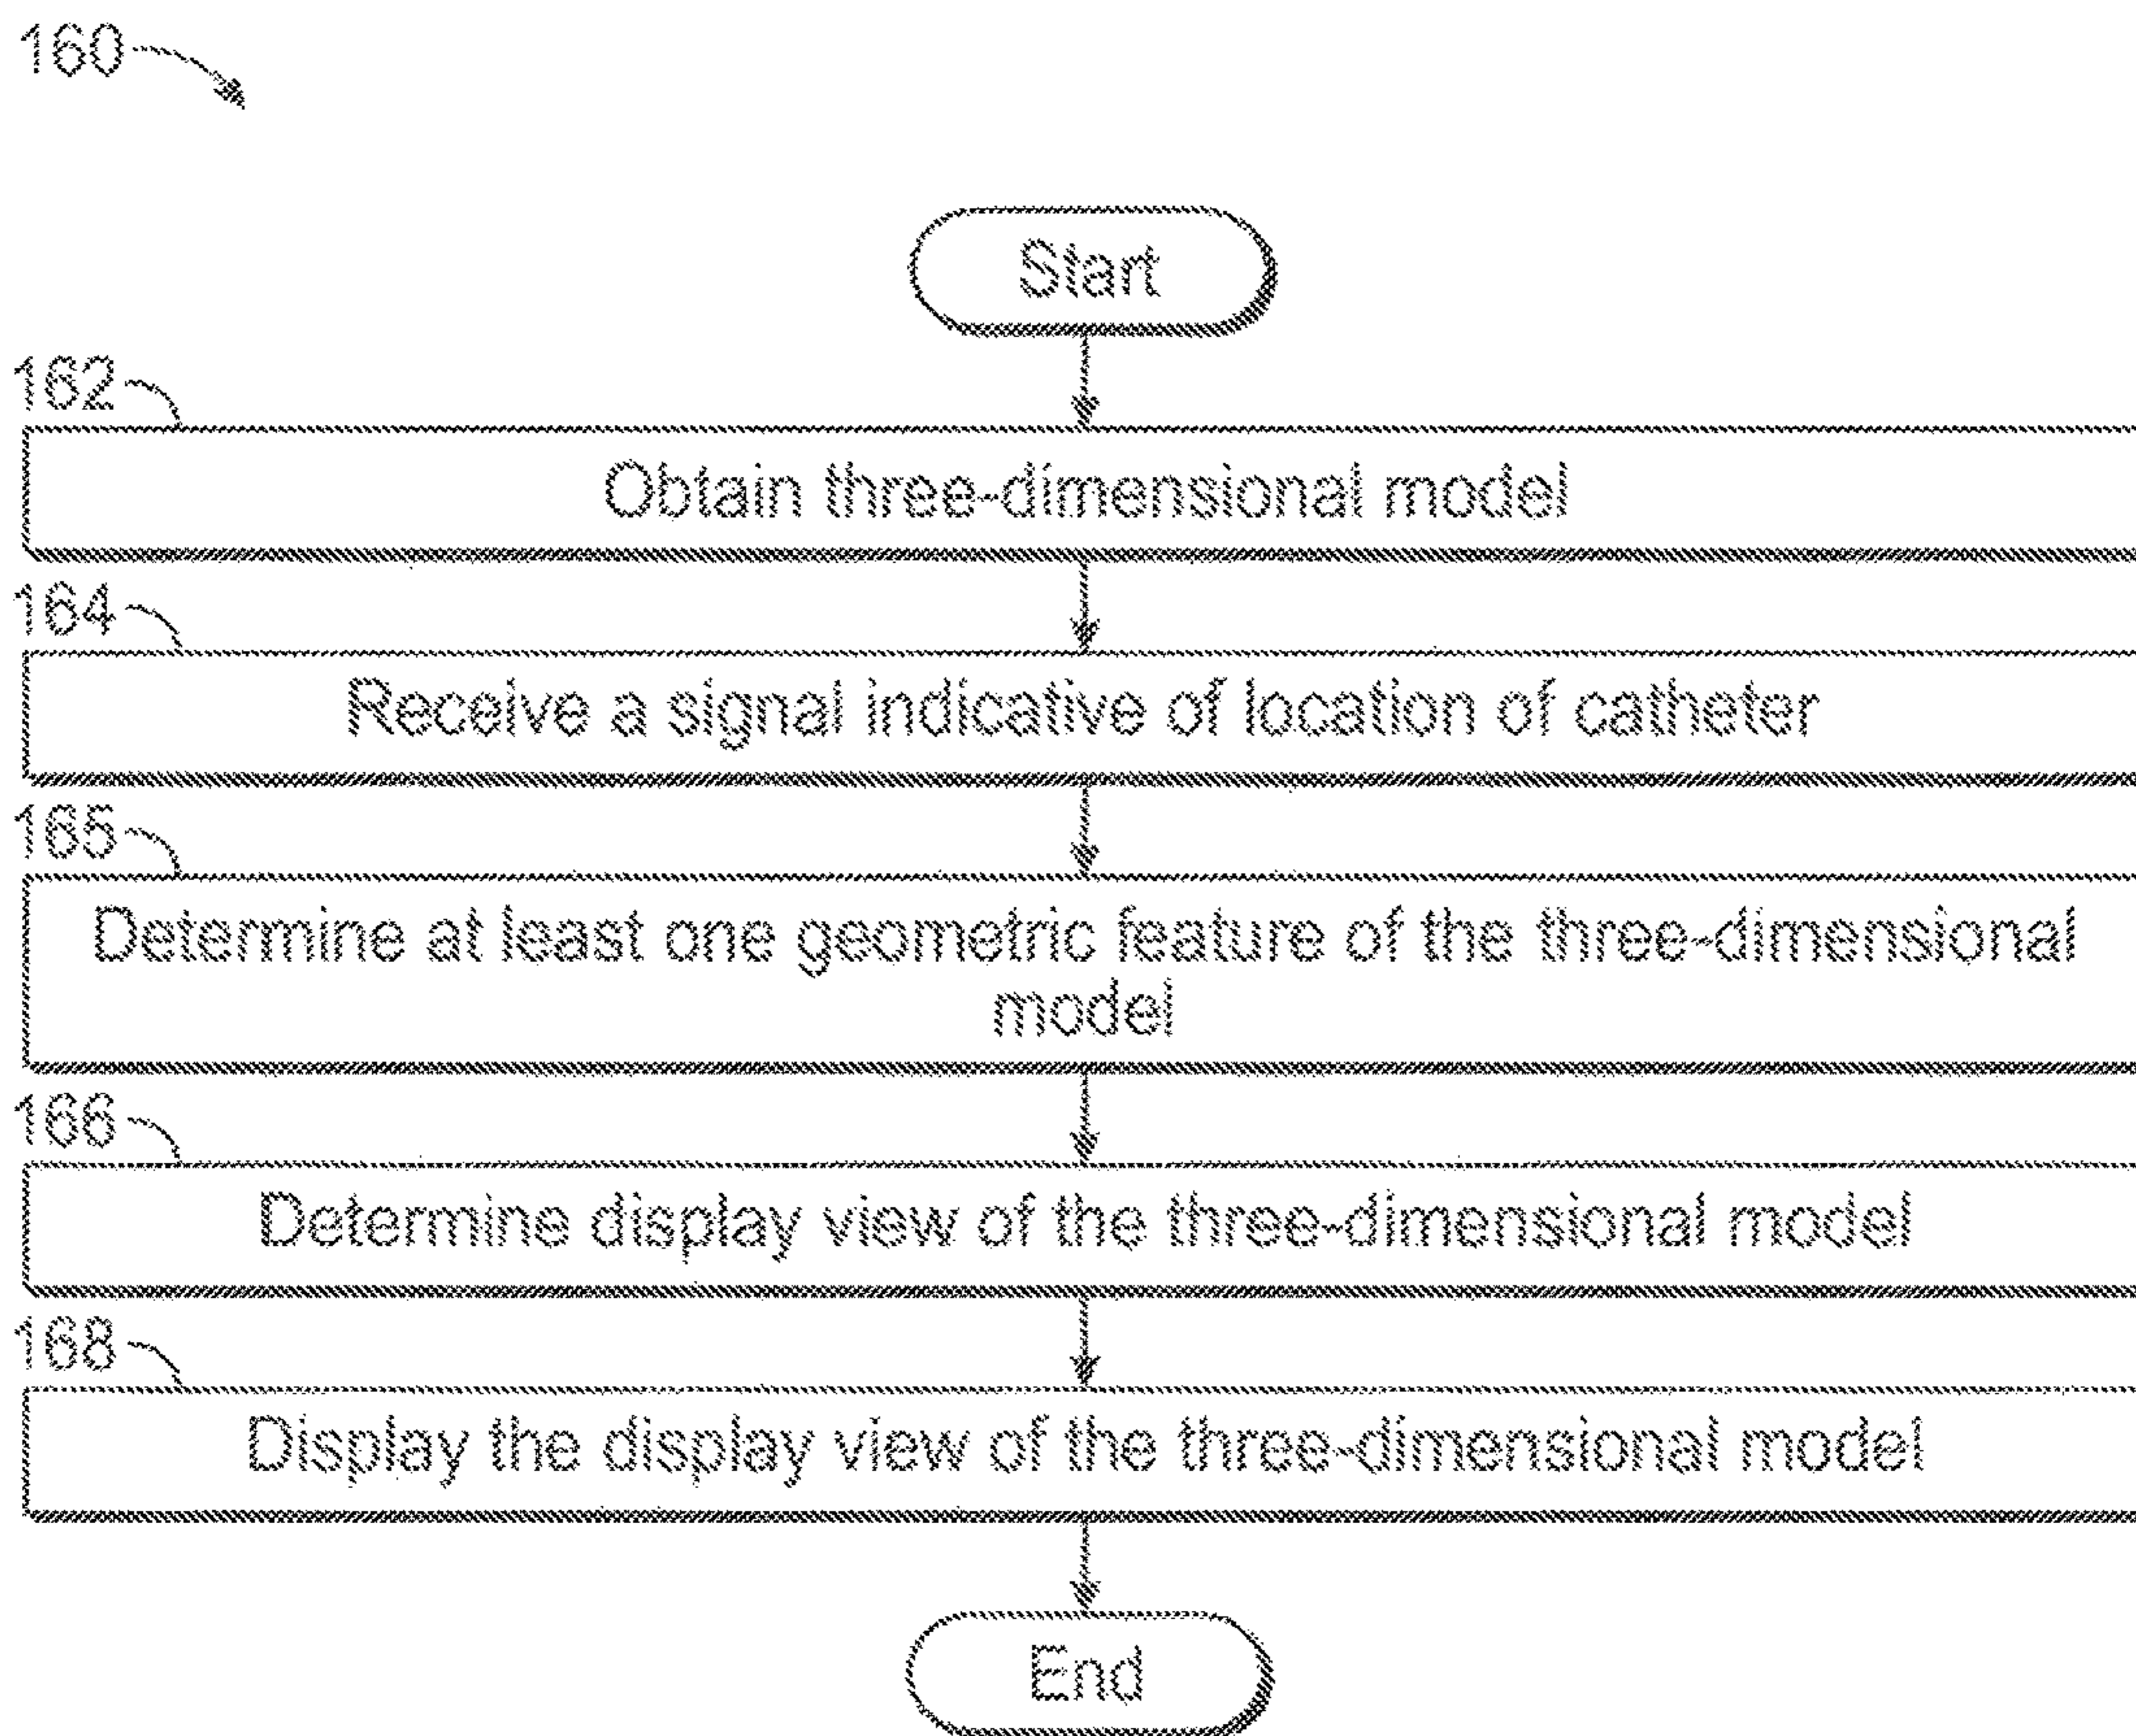 160
Start
162
Obtain three-dimensional model
164
Receive a signal indicative of location of catheter
165
Determine at least one geometric feature of the three-dimensional
model
166
Determine display view of the three-dimensional model
168
Display the display view of the three-dimensional model
End